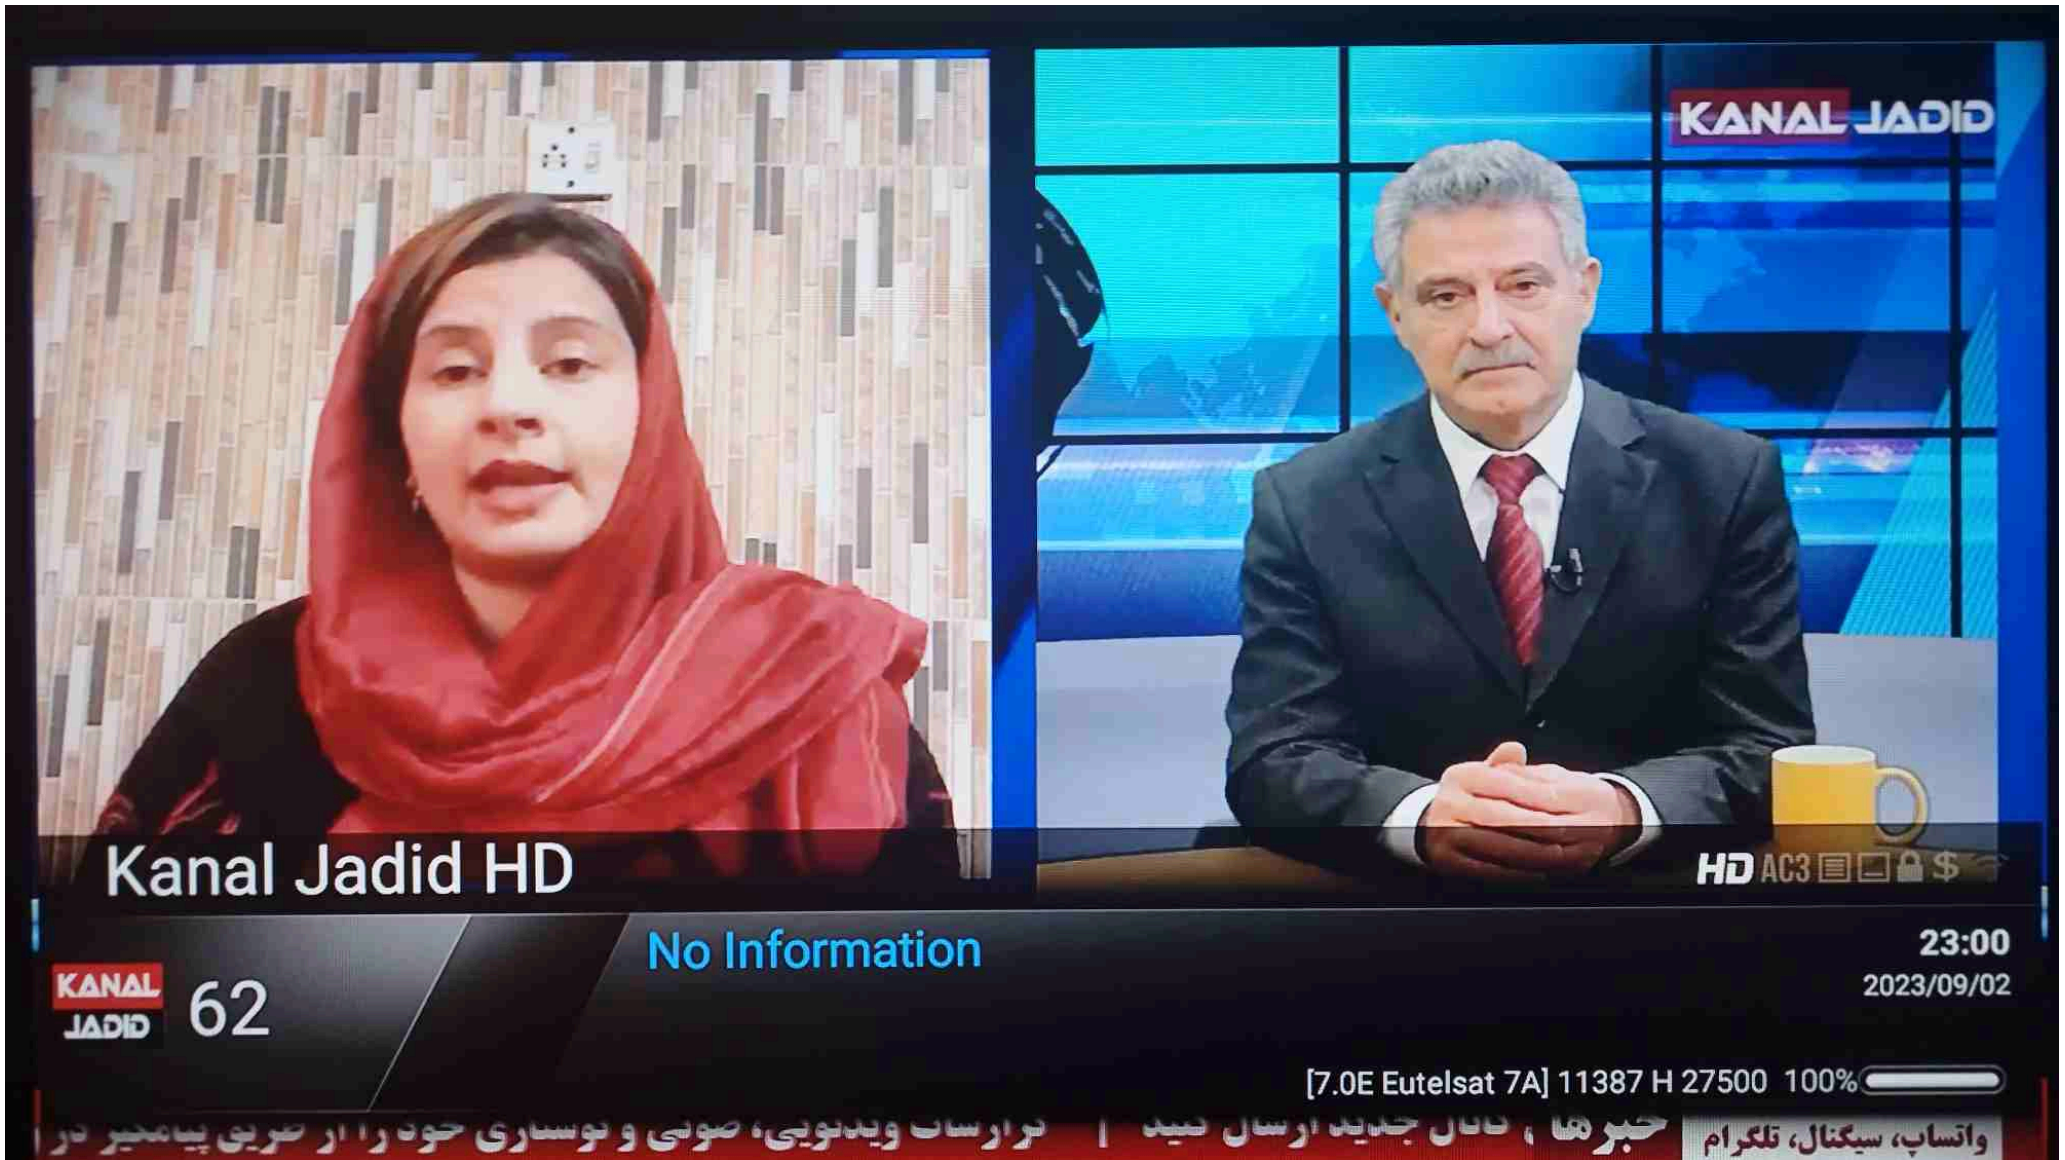 KANAL JADID
Kanal Jadid HD
HD AC3 $
KANAL
JADID
62
No Information
23:00
2023/09/02
[7.0E Eutelsat 7A] 11387 H 27500 100%
واتساپ، سیگنال، تلگرام
خبرها
کانال جدید ارسال کنید | گزارشات ویدئویی، صوتی و نوشتاری خود را از طریق پیامگیر در